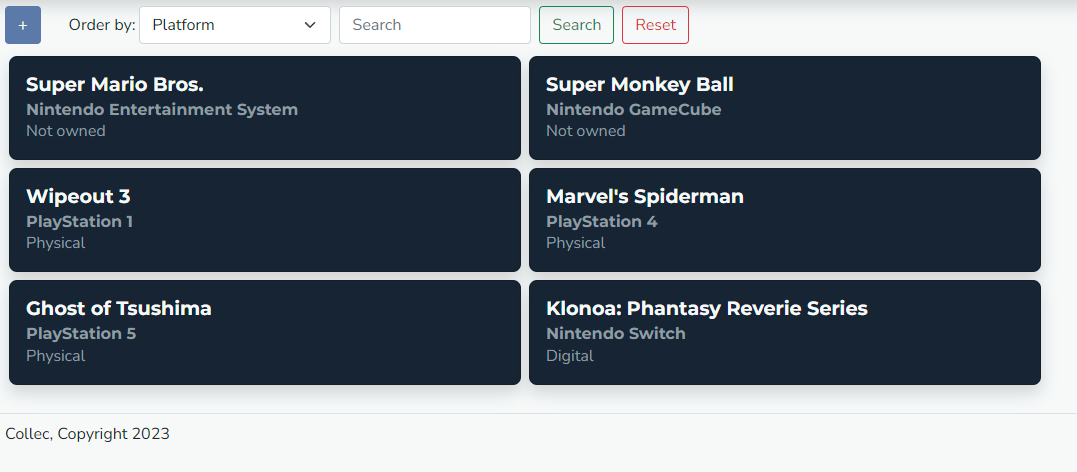 + Order by: Platform Search Search Reset
Super Mario Bros.
Nintendo Entertainment System
Not owned
Super Monkey Ball
Nintendo GameCube
Not owned
Wipeout 3
PlayStation 1
Physical
Marvel's Spiderman
PlayStation 4
Physical
Ghost of Tsushima
PlayStation 5
Physical
Klonoa: Phantasy Reverie Series
Nintendo Switch
Digital
Collec, Copyright 2023